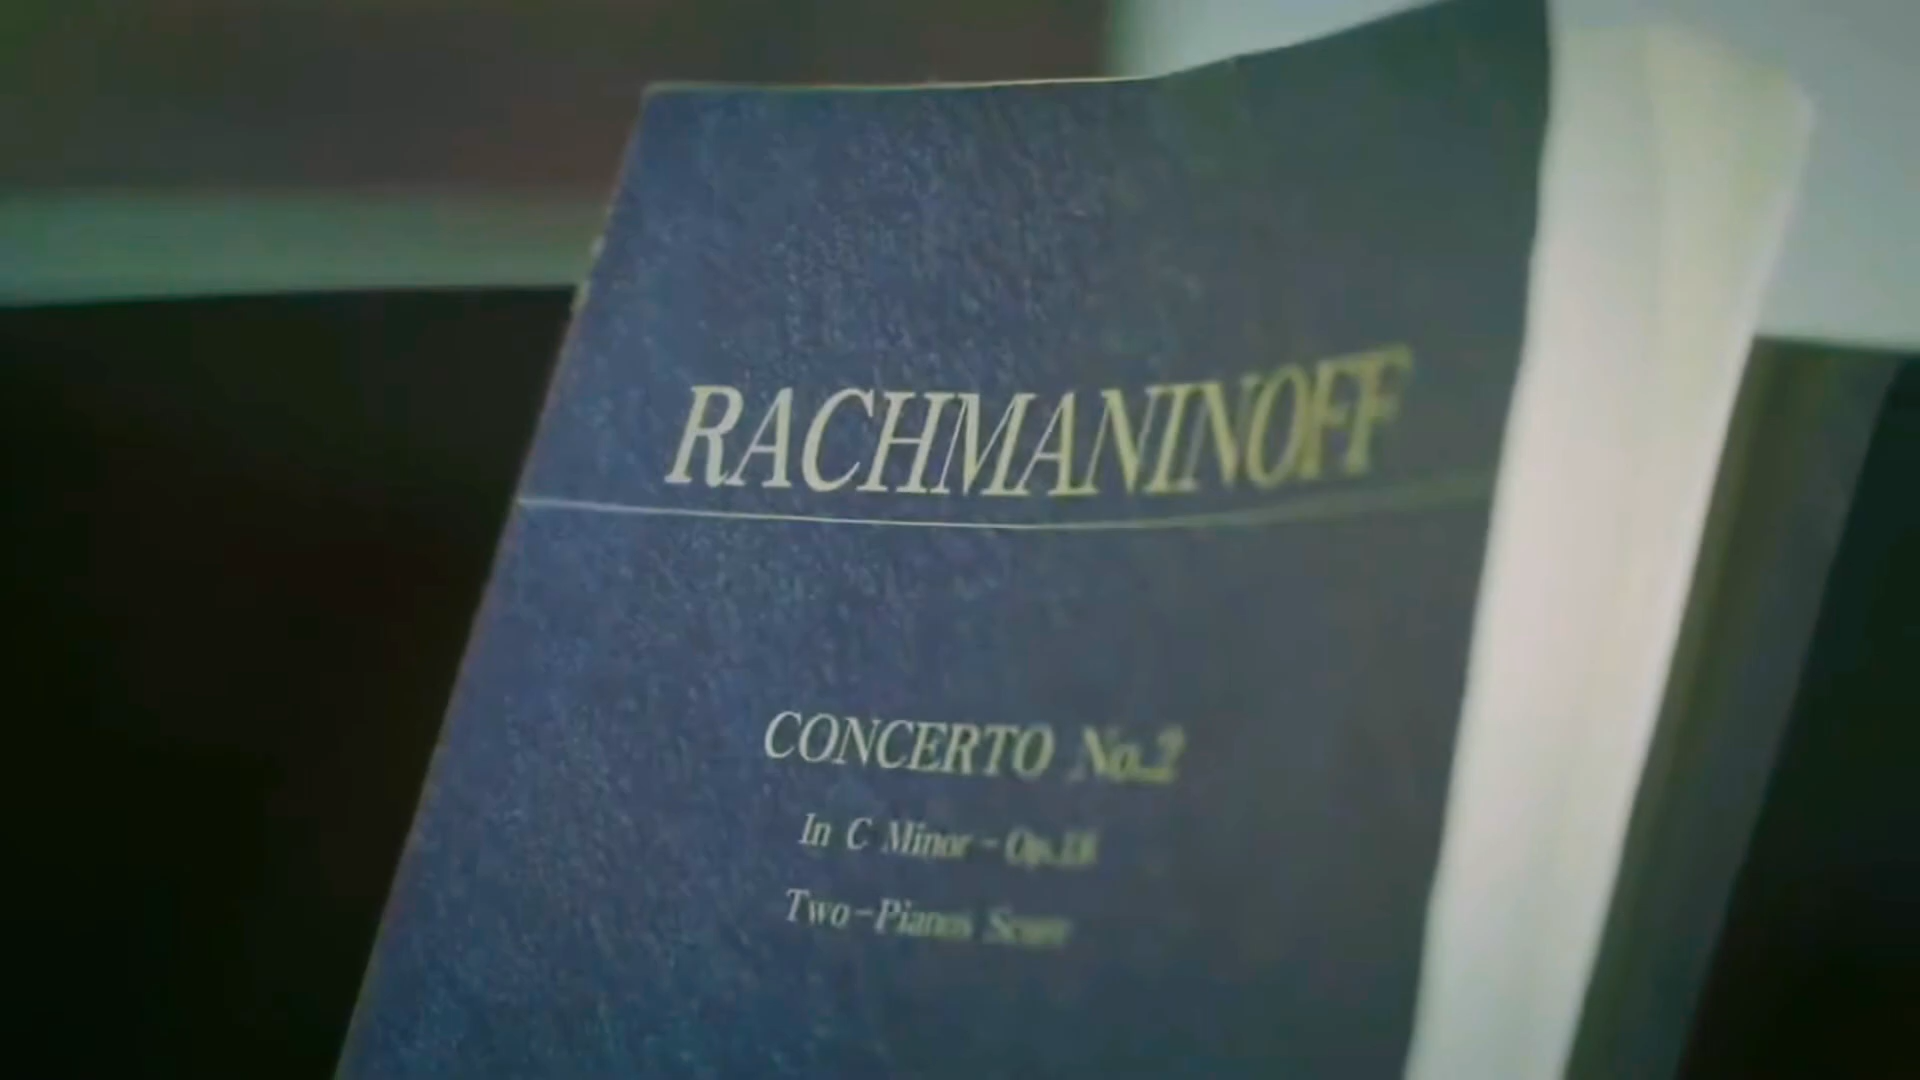 RACHMANINOFF
CONCERTO No.2
In C Minor - Op.18
Two-Pianos Score